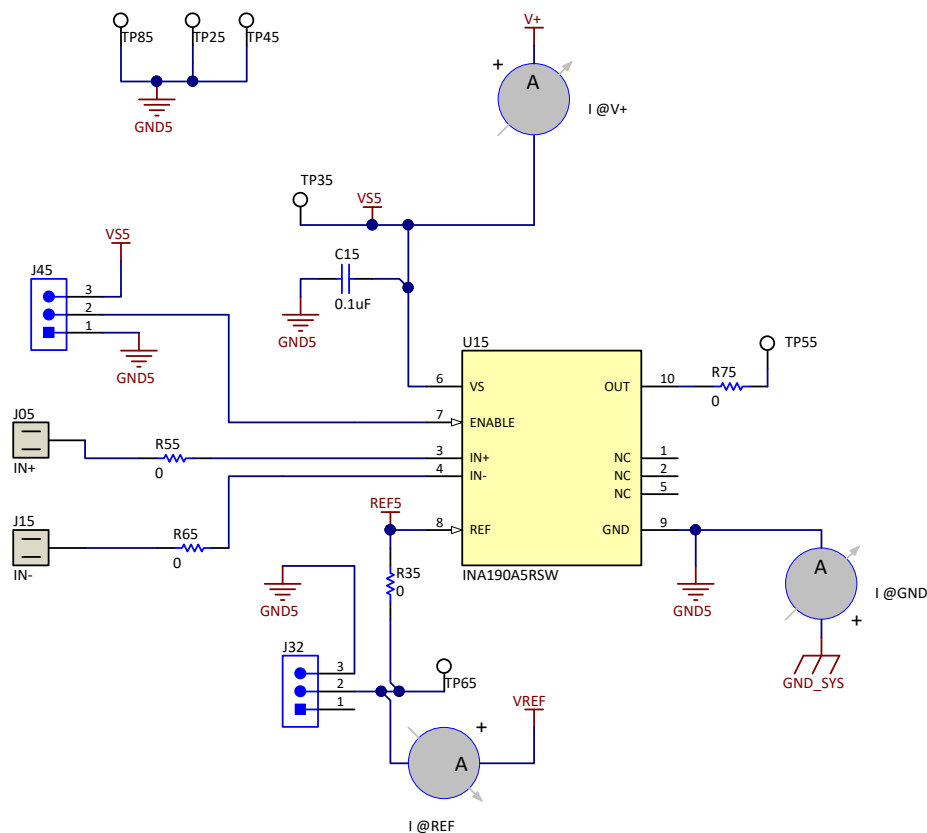 TP85
TP25
TP45
GND5
V+
+
A
I @V+
TP35
VS5
VS5
C15
0.1uF
GND5
J45
3
2
1
GND5
U15
TP55
6
VS
OUT
10
R75
0
7
ENABLE
J05
IN+
R55
0
3
IN+
NC
1
4
IN-
NC
2
NC
5
J15
IN-
R65
0
REF5
8
REF
GND
9
INA190A5RSW
R35
0
GND5
GND5
A
I @GND
+
GND_SYS
J32
3
2
1
TP65
VREF
+
A
I @REF